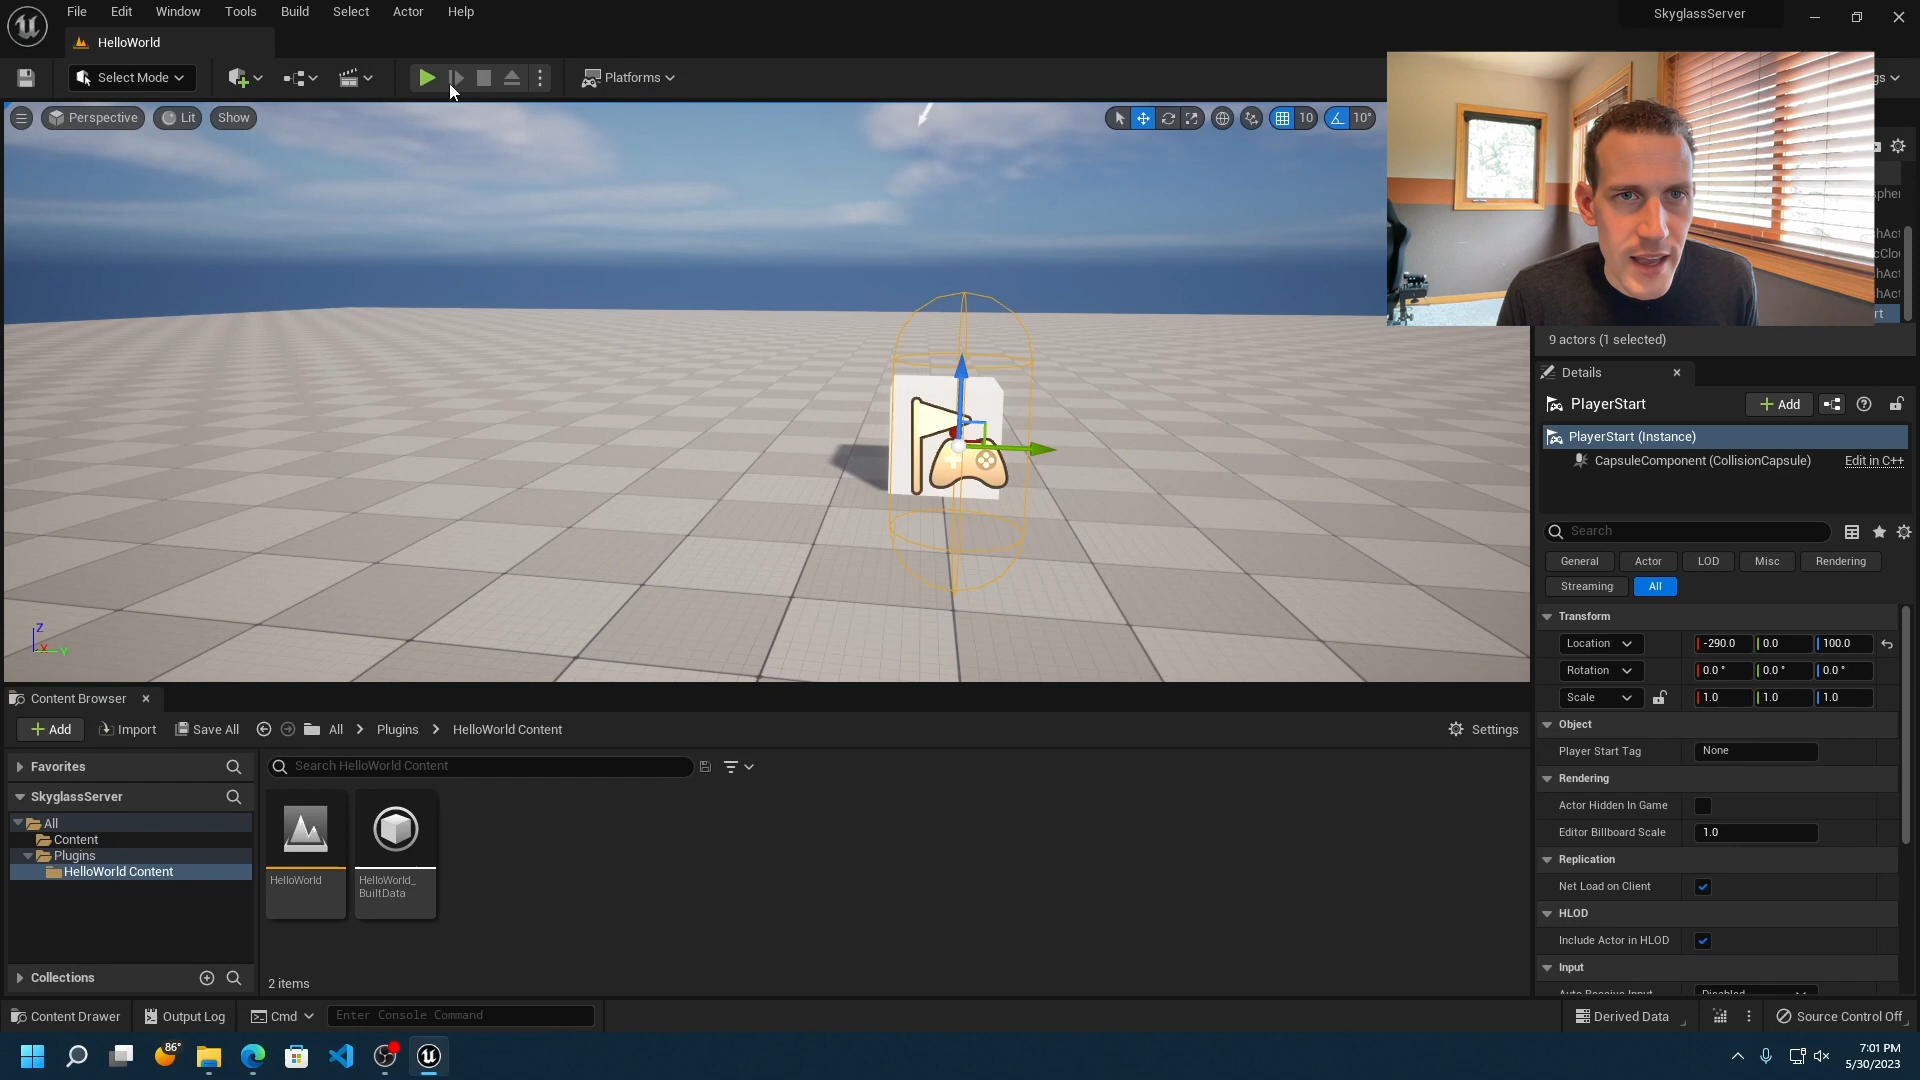 File Edit Window Tools Build Select Actor Help
SkyglassServer
HelloWorld
Select Mode
Platforms
gs
Perspective Lit Show
10 10°
rt
9 actors (1 selected)
Details
PlayerStart
Add
PlayerStart (Instance)
CapsuleComponent (CollisionCapsule) Edit in C++
Search
General Actor LOD Misc Rendering
Streaming All
Transform
Location -290.0 0.0 100.0
Rotation 0.0 ° 0.0 ° 0.0 °
Scale 1.0 1.0 1.0
Object
Player Start Tag None
Rendering
Actor Hidden In Game
Editor Billboard Scale 1.0
Replication
Net Load on Client
HLOD
Include Actor in HLOD
Input
Auto Receive Input Disabled
Z
X Y
Content Browser
Add Import Save All All Plugins HelloWorld Content Settings
Favorites
Search HelloWorld Content
SkyglassServer
All
Content
Plugins
HelloWorld Content
HelloWorld
HelloWorld_
BuiltData
Collections
2 items
Content Drawer Output Log Cmd Enter Console Command
Derived Data Source Control Off
86°
7:01 PM
5/30/2023